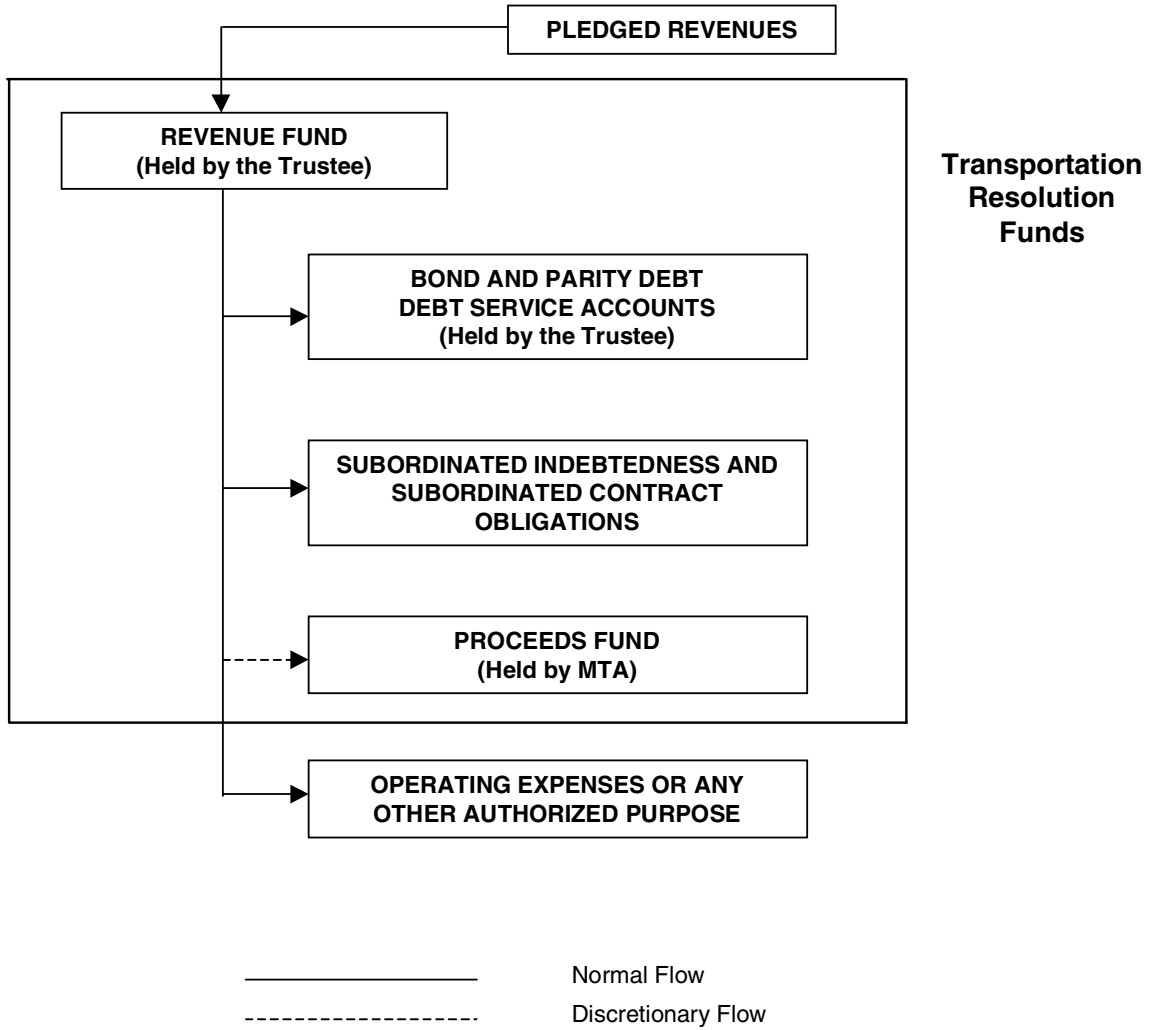 PLEDGED REVENUES
REVENUE FUND
(Held by the Trustee)
Transportation
Resolution
Funds
BOND AND PARITY DEBT
DEBT SERVICE ACCOUNTS
(Held by the Trustee)
SUBORDINATED INDEBTEDNESS AND
SUBORDINATED CONTRACT
OBLIGATIONS
PROCEEDS FUND
(Held by MTA)
OPERATING EXPENSES OR ANY
OTHER AUTHORIZED PURPOSE
Normal Flow
Discretionary Flow